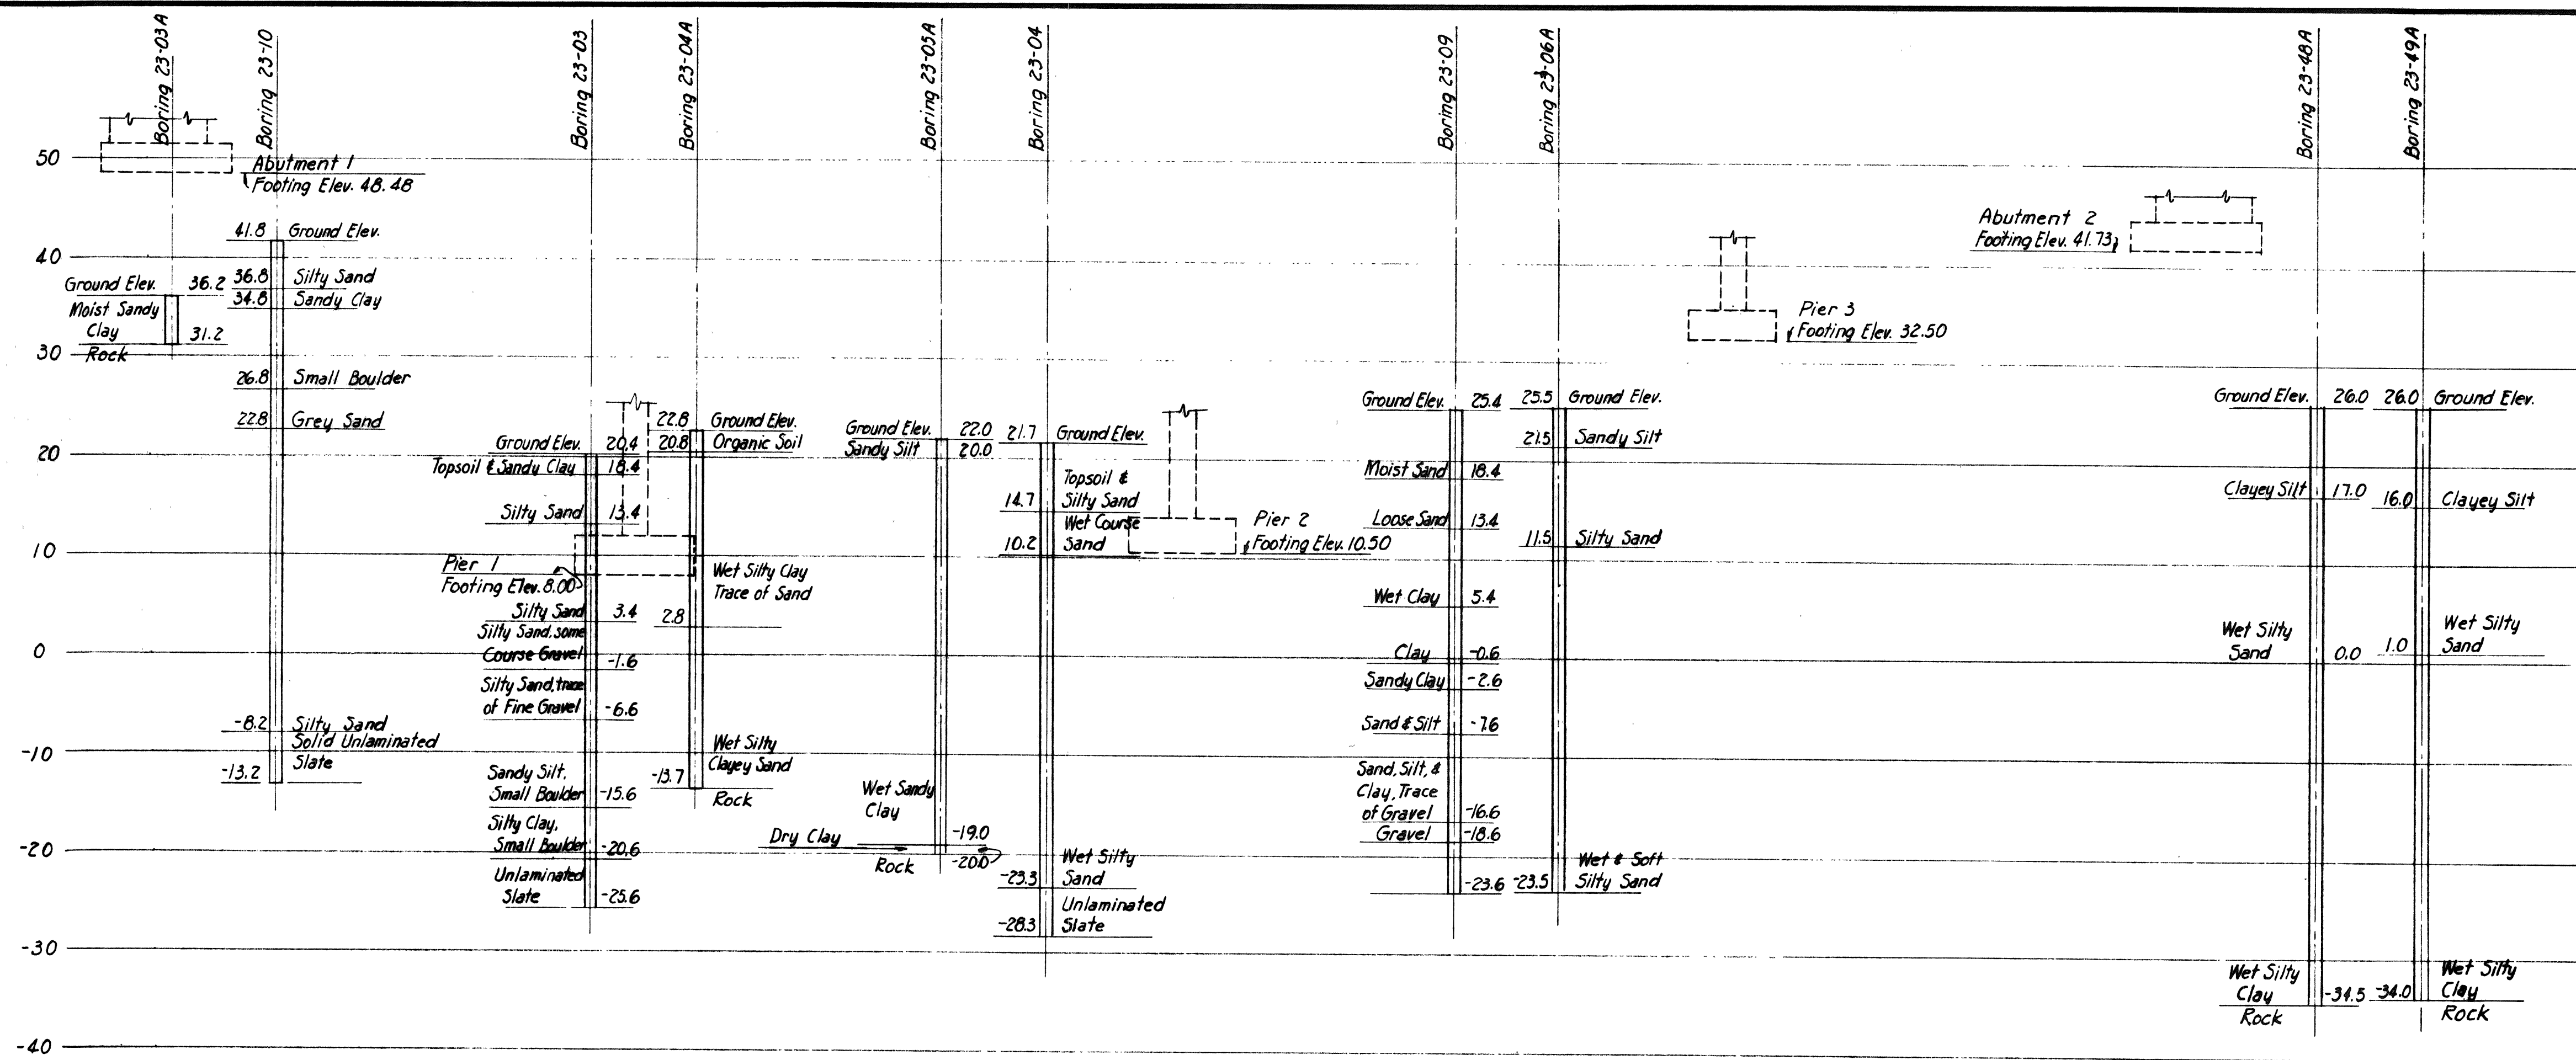 Boring 23-03A
Boring 23-10
Boring 23-03
Boring 23-04A
Boring 23-05A
Boring 23-04
Boring 23-09
Boring 23-06A
Boring 23-48A
Boring 23-49A
50
40
30
20
10
0
-10
-20
-30
-40
Abutment 1
Footing Elev. 48.48
Ground Elev. 36.2
Moist Sandy
Clay
31.2
Rock
41.8 Ground Elev.
36.8 Silty Sand
34.8 Sandy Clay
26.8 Small Boulder
22.8 Grey Sand
-8.2 Silty Sand
Solid Unlaminated
Slate
-13.2
Ground Elev. 20.4
Topsoil & Sandy Clay 18.4
Silty Sand 13.4
Pier 1
Footing Elev. 8.00
Silty Sand 3.4
Silty Sand, some
Course Gravel -1.6
Silty Sand, trace
of Fine Gravel -6.6
Sandy Silt,
Small Boulder -15.6
Silty Clay,
Small Boulder -20.6
Unlaminated
Slate -25.6
22.8 Ground Elev.
20.8 Organic Soil
Wet Silty Clay
Trace of Sand
2.8
Wet Silty
Clayey Sand
-13.7
Rock
Ground Elev. 22.0
Sandy Silt 20.0
Wet Sandy
Clay
-19.0
Dry Clay
Rock -20.0
21.7 Ground Elev.
Topsoil &
14.7 Silty Sand
Wet Course
10.2 Sand
Wet Silty
-23.3 Sand
Unlaminated
-28.3 Slate
Pier 2
Footing Elev. 10.50
Ground Elev. 25.4
Moist Sand 18.4
Loose Sand 13.4
Wet Clay 5.4
Clay -0.6
Sandy Clay -2.6
Sand & Silt -7.6
Sand, Silt, &
Clay, Trace
of Gravel -16.6
Gravel -18.6
-23.6
25.5 Ground Elev.
21.5 Sandy Silt
11.5 Silty Sand
Wet & Soft
-23.5 Silty Sand
Pier 3
Footing Elev. 32.50
Abutment 2
Footing Elev. 41.73
Ground Elev. 26.0
Clayey Silt 17.0
Wet Silty
Sand 0.0
Wet Silty
Clay -34.5
Rock
26.0 Ground Elev.
16.0 Clayey Silt
Wet Silty
1.0 Sand
Wet Silty
-34.0 Clay
Rock